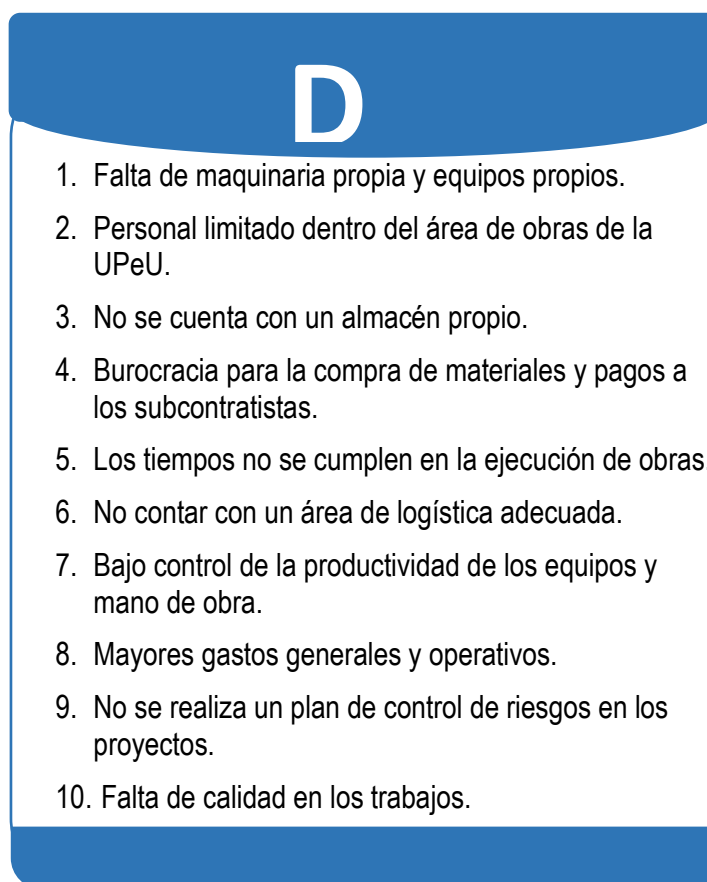 D
1. Falta de maquinaria propia y equipos propios.
2. Personal limitado dentro del área de obras de la
UPeU.
3. No se cuenta con un almacén propio.
4. Burocracia para la compra de materiales y pagos a
los subcontratistas.
5. Los tiempos no se cumplen en la ejecución de obras.
6. No contar con un área de logística adecuada.
7. Bajo control de la productividad de los equipos y
mano de obra.
8. Mayores gastos generales y operativos.
9. No se realiza un plan de control de riesgos en los
proyectos.
10. Falta de calidad en los trabajos.